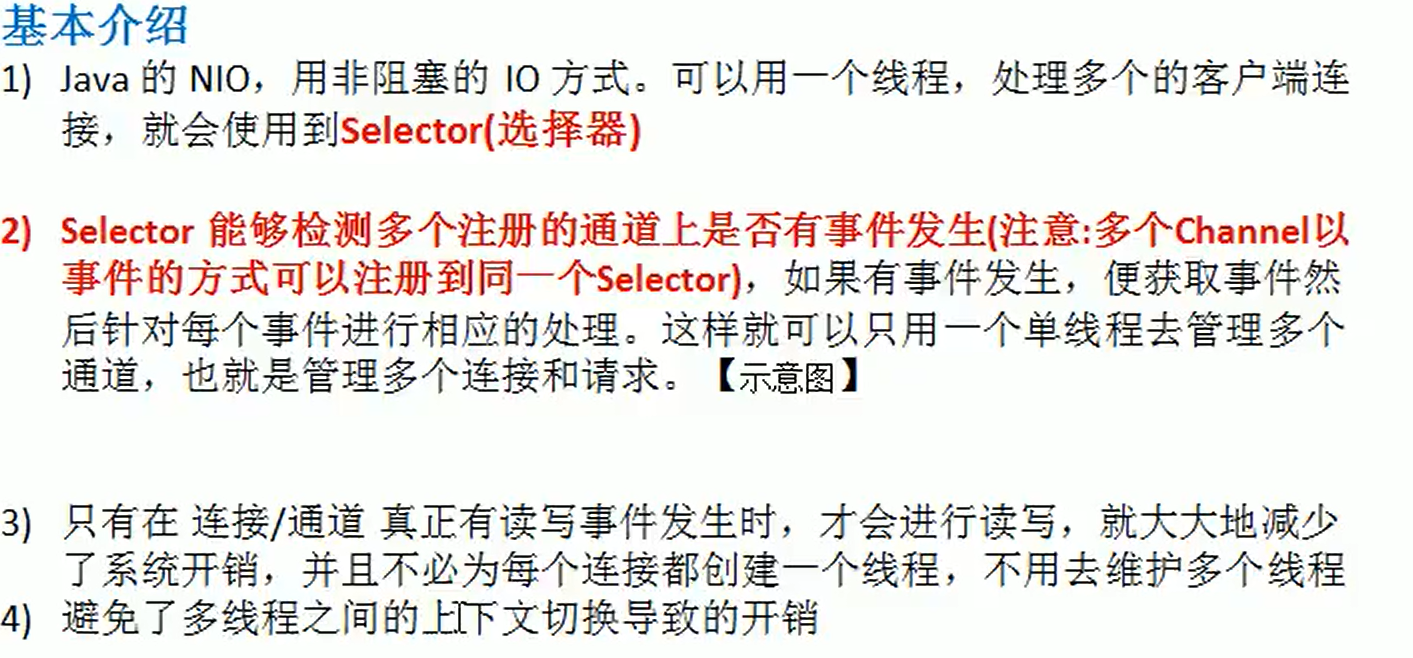 基本介绍
1) Java 的 NIO，用非阻塞的 IO 方式。可以用一个线程，处理多个的客户端连
接，就会使用到Selector(选择器)
2) Selector 能够检测多个注册的通道上是否有事件发生(注意:多个Channel以
事件的方式可以注册到同一个Selector)，如果有事件发生，便获取事件然
后针对每个事件进行相应的处理。这样就可以只用一个单线程去管理多个
通道，也就是管理多个连接和请求。【示意图】
3) 只有在 连接/通道 真正有读写事件发生时，才会进行读写，就大大地减少
了系统开销，并且不必为每个连接都创建一个线程，不用去维护多个线程
4) 避免了多线程之间的上下文切换导致的开销